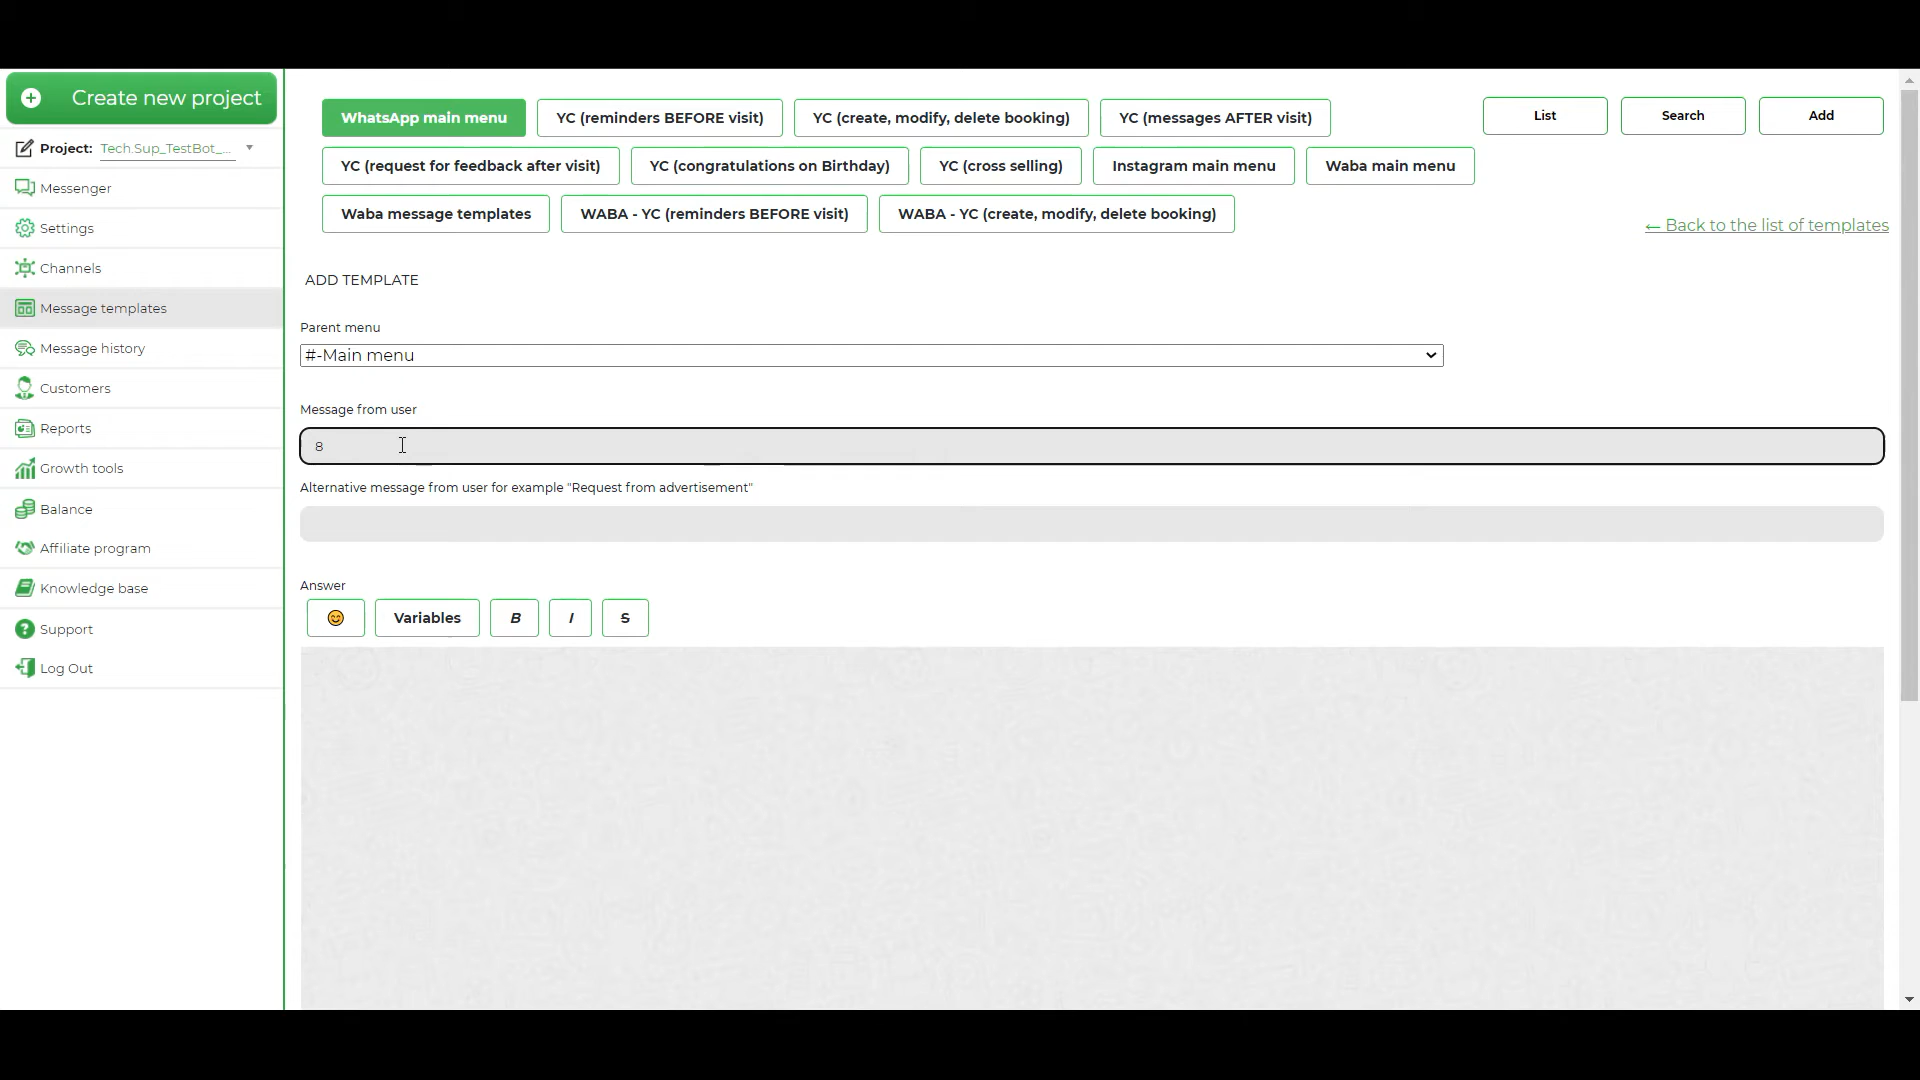 Create new project
Project: Tech.Sup_TestBot_...
Messenger
Settings
Channels
Message templates
Message history
Customers
Reports
Growth tools
Balance
Affiliate program
Knowledge base
Support
Log Out
WhatsApp main menu YC (reminders BEFORE visit) YC (create, modify, delete booking) YC (messages AFTER visit)
YC (request for feedback after visit) YC (congratulations on Birthday) YC (cross selling) Instagram main menu Waba main menu
Waba message templates WABA - YC (reminders BEFORE visit) WABA - YC (create, modify, delete booking)
List Search Add
← Back to the list of templates
ADD TEMPLATE
Parent menu
#-Main menu
Message from user
8
Alternative message from user for example "Request from advertisement"
Answer
Variables B I S